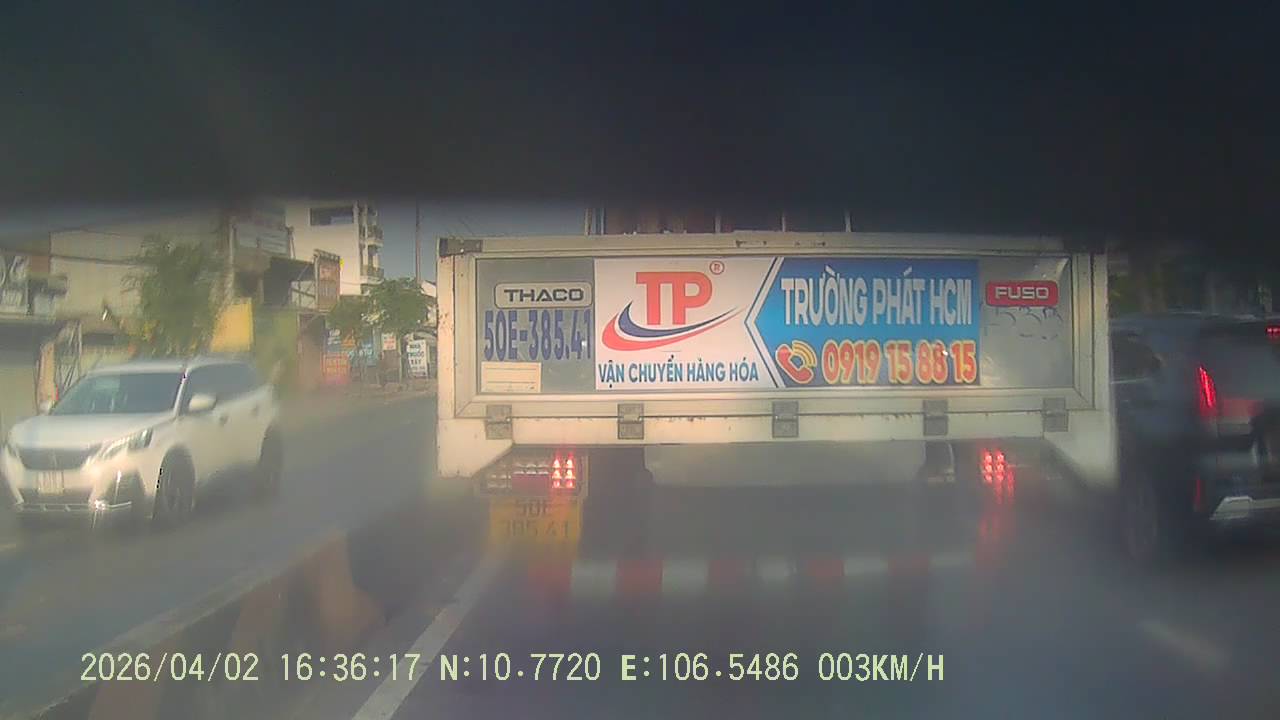 THACO
50E-385.41
TP®
VẬN CHUYỂN HÀNG HÓA
TRƯỜNG PHÁT HCM
0919 15 88 15
FUSO
50E
385.41
2026/04/02 16:36:17 N:10.7720 E:106.5486 003KM/H